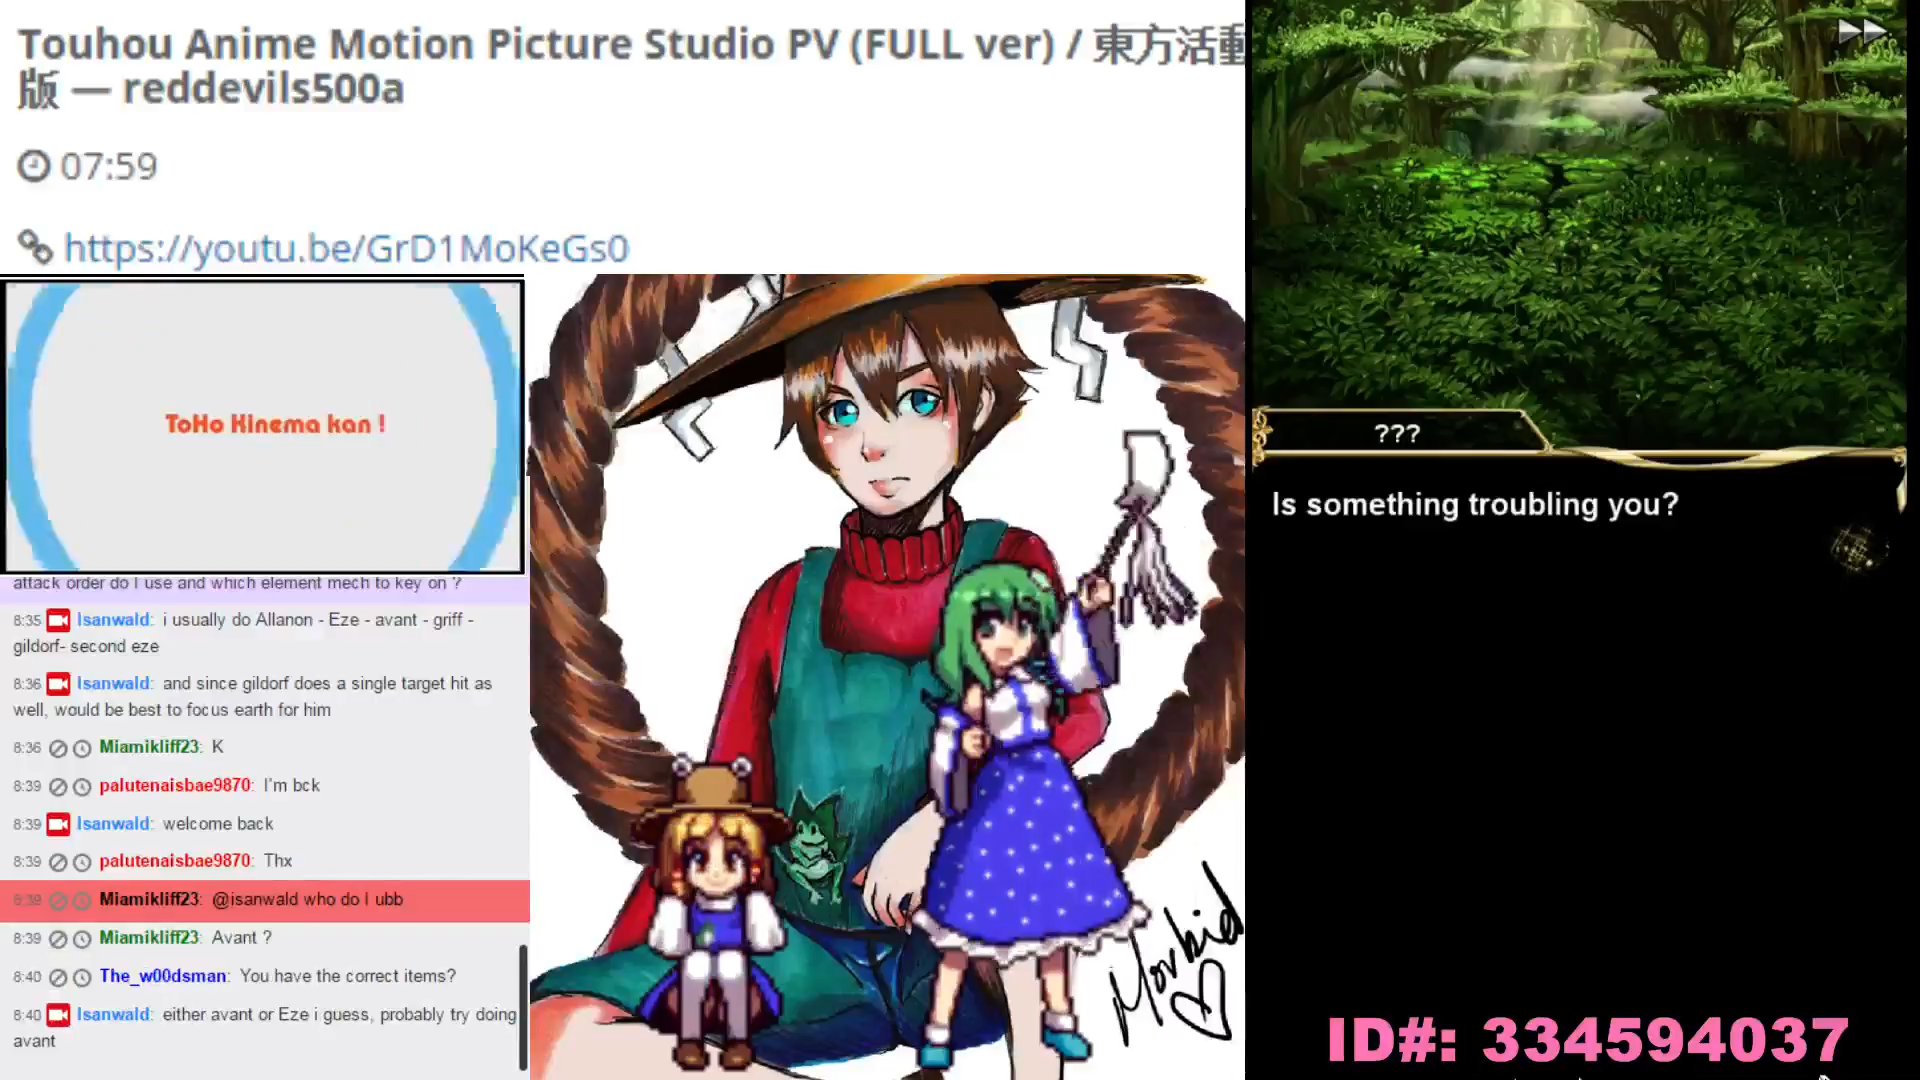 Touhou Anime Motion Picture Studio PV (FULL ver) / 東方活動
版 — reddevils500a
07:59
https://youtu.be/GrD1MoKeGs0
ToHo Kinema kan !
attack order do I use and which element mech to key on ?
8:35 Isanwald: i usually do Allanon - Eze - avant - griff -
gildorf- second eze
8:36 Isanwald: and since gildorf does a single target hit as
well, would be best to focus earth for him
8:36 Miamikliff23: K
8:39 palutenaisbae9870: I'm bck
8:39 Isanwald: welcome back
8:39 palutenaisbae9870: Thx
8:39 Miamikliff23: @isanwald who do I ubb
8:39 Miamikliff23: Avant ?
8:40 The_w00dsman: You have the correct items?
8:40 Isanwald: either avant or Eze i guess, probably try doing
avant
Morbid
???
Is something troubling you?
ID#: 334594037